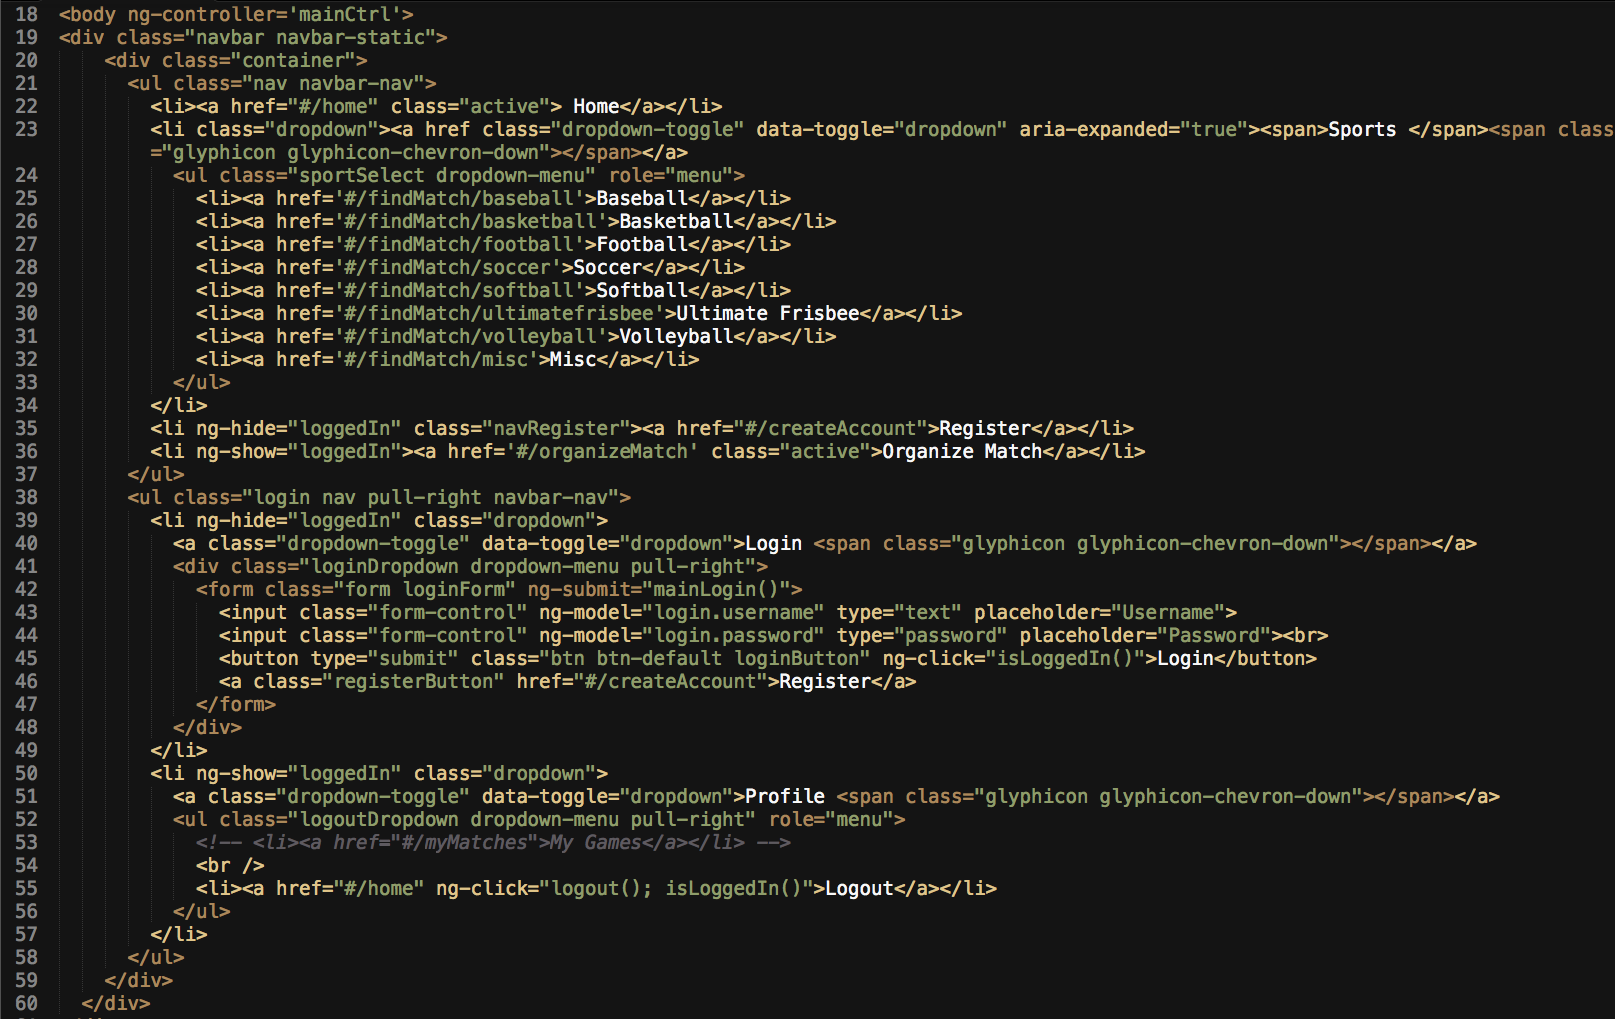 18 <body ng-controller='mainCtrl'>
19 <div class="navbar navbar-static">
20 <div class="container">
21 <ul class="nav navbar-nav">
22 <li><a href="#/home" class="active"> Home</a></li>
23 <li class="dropdown"><a href class="dropdown-toggle" data-toggle="dropdown" aria-expanded="true"><span>Sports </span><span class
="glyphicon glyphicon-chevron-down"></span></a>
24 <ul class="sportSelect dropdown-menu" role="menu">
25 <li><a href='#/findMatch/baseball'>Baseball</a></li>
26 <li><a href='#/findMatch/basketball'>Basketball</a></li>
27 <li><a href='#/findMatch/football'>Football</a></li>
28 <li><a href='#/findMatch/soccer'>Soccer</a></li>
29 <li><a href='#/findMatch/softball'>Softball</a></li>
30 <li><a href='#/findMatch/ultimatefrisbee'>Ultimate Frisbee</a></li>
31 <li><a href='#/findMatch/volleyball'>Volleyball</a></li>
32 <li><a href='#/findMatch/misc'>Misc</a></li>
33 </ul>
34 </li>
35 <li ng-hide="loggedIn" class="navRegister"><a href="#/createAccount">Register</a></li>
36 <li ng-show="loggedIn"><a href='#/organizeMatch' class="active">Organize Match</a></li>
37 </ul>
38 <ul class="login nav pull-right navbar-nav">
39 <li ng-hide="loggedIn" class="dropdown">
40 <a class="dropdown-toggle" data-toggle="dropdown">Login <span class="glyphicon glyphicon-chevron-down"></span></a>
41 <div class="loginDropdown dropdown-menu pull-right">
42 <form class="form loginForm" ng-submit="mainLogin()">
43 <input class="form-control" ng-model="login.username" type="text" placeholder="Username">
44 <input class="form-control" ng-model="login.password" type="password" placeholder="Password"><br>
45 <button type="submit" class="btn btn-default loginButton" ng-click="isLoggedIn()">Login</button>
46 <a class="registerButton" href="#/createAccount">Register</a>
47 </form>
48 </div>
49 </li>
50 <li ng-show="loggedIn" class="dropdown">
51 <a class="dropdown-toggle" data-toggle="dropdown">Profile <span class="glyphicon glyphicon-chevron-down"></span></a>
52 <ul class="logoutDropdown dropdown-menu pull-right" role="menu">
53 <!-- <li><a href="#/myMatches">My Games</a></li> -->
54 <br />
55 <li><a href="#/home" ng-click="logout(); isLoggedIn()">Logout</a></li>
56 </ul>
57 </li>
58 </ul>
59 </div>
60 </div>